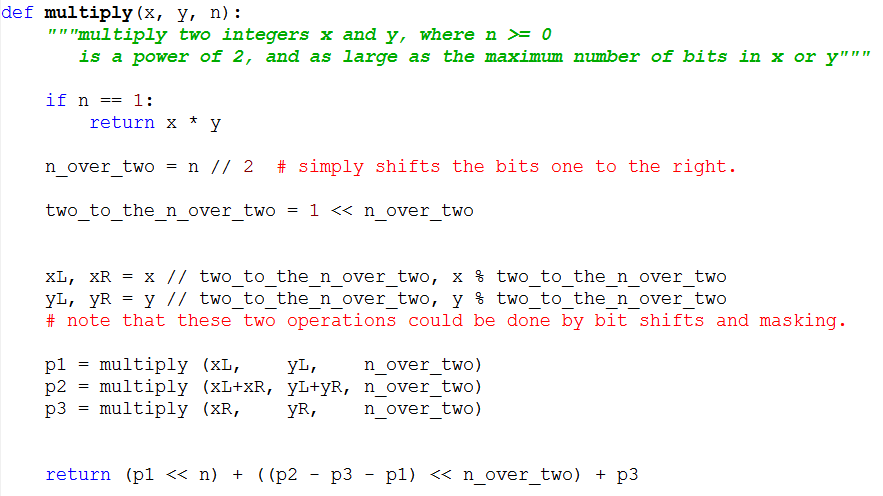 def multiply(x, y, n):
    """multiply two integers x and y, where n >= 0
       is a power of 2, and as large as the maximum number of bits in x or y"""
    if n == 1:
        return x * y
    n_over_two = n // 2  # simply shifts the bits one to the right.
    two_to_the_n_over_two = 1 << n_over_two
    xL, xR = x // two_to_the_n_over_two, x % two_to_the_n_over_two
    yL, yR = y // two_to_the_n_over_two, y % two_to_the_n_over_two
    # note that these two operations could be done by bit shifts and masking.
    p1 = multiply (xL,    yL,    n_over_two)
    p2 = multiply (xL+xR, yL+yR, n_over_two)
    p3 = multiply (xR,    yR,    n_over_two)
    return (p1 << n) + ((p2 - p3 - p1) << n_over_two) + p3